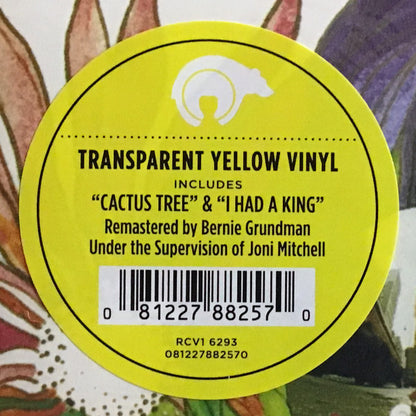 TRANSPARENT YELLOW VINYL
INCLUDES
“CACTUS TREE” & “I HAD A KING”
Remastered by Bernie Grundman
Under the Supervision of Joni Mitchell
0 81227 88257 0
RCV1 6293
081227882570